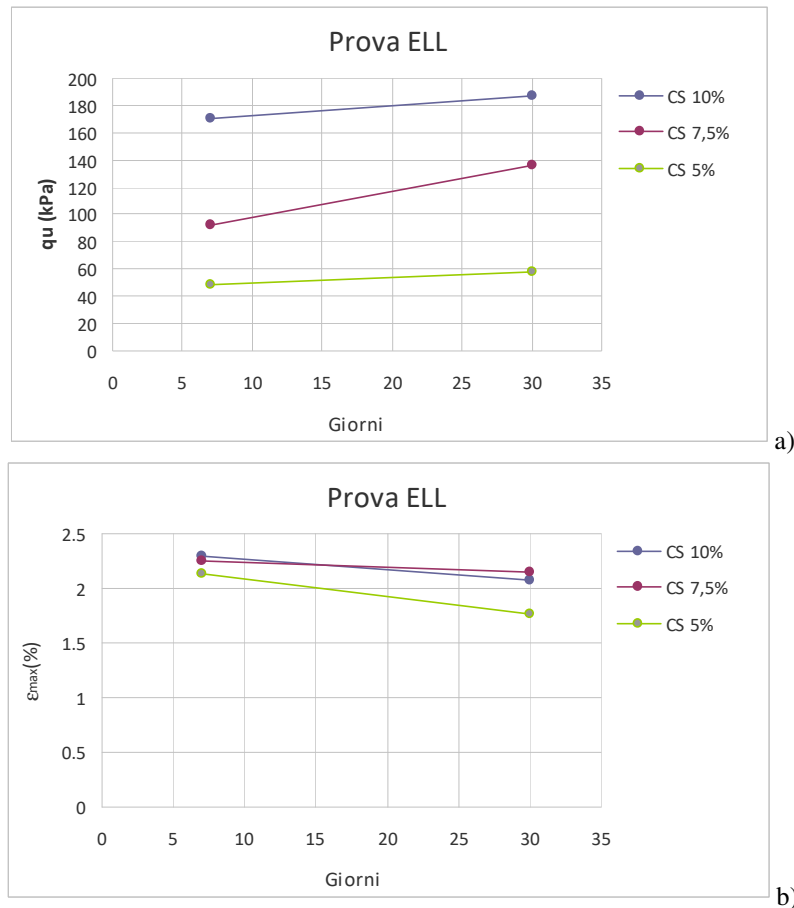 Prova ELL
200
180
160
140
120
100
80
60
40
20
0
qu (kPa)
0 5 10 15 20 25 30 35
Giorni
CS 10%
CS 7,5%
CS 5%
a)
Prova ELL
2.5
2
1.5
1
0.5
0
εmax(%)
0 5 10 15 20 25 30 35
Giorni
CS 10%
CS 7,5%
CS 5%
b)